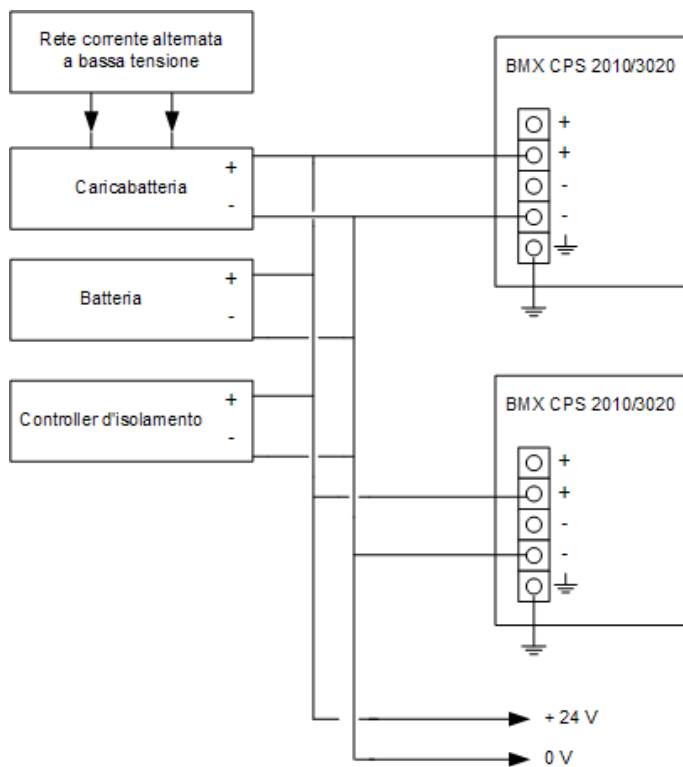 Rete corrente alternata
a bassa tensione
BMX CPS 2010/3020
+
+
-
-
+
-
Caricabatteria
+
-
Batteria
+
-
Controller d'isolamento
BMX CPS 2010/3020
+
+
-
-
+ 24 V
0 V